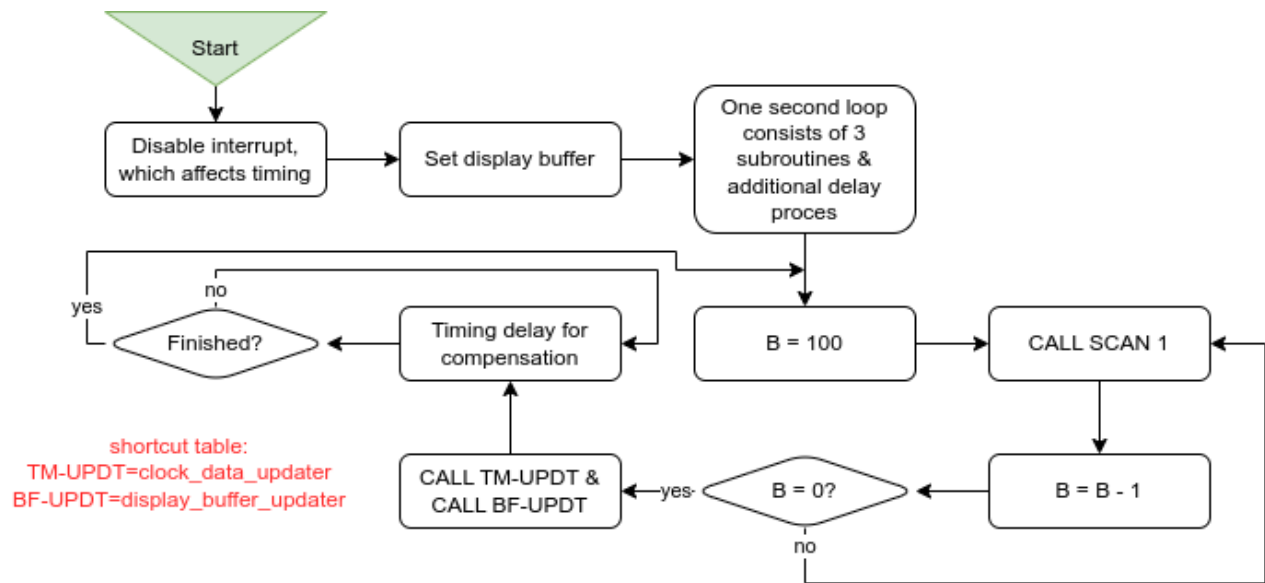 Start
Disable interrupt,
which affects timing
Set display buffer
One second loop
consists of 3
subroutines &
additional delay
proces
yes
no
Finished?
Timing delay for
compensation
B = 100
CALL SCAN 1
shortcut table:
TM-UPDT=clock_data_updater
BF-UPDT=display_buffer_updater
CALL TM-UPDT &
CALL BF-UPDT
yes
B = 0?
B = B - 1
no